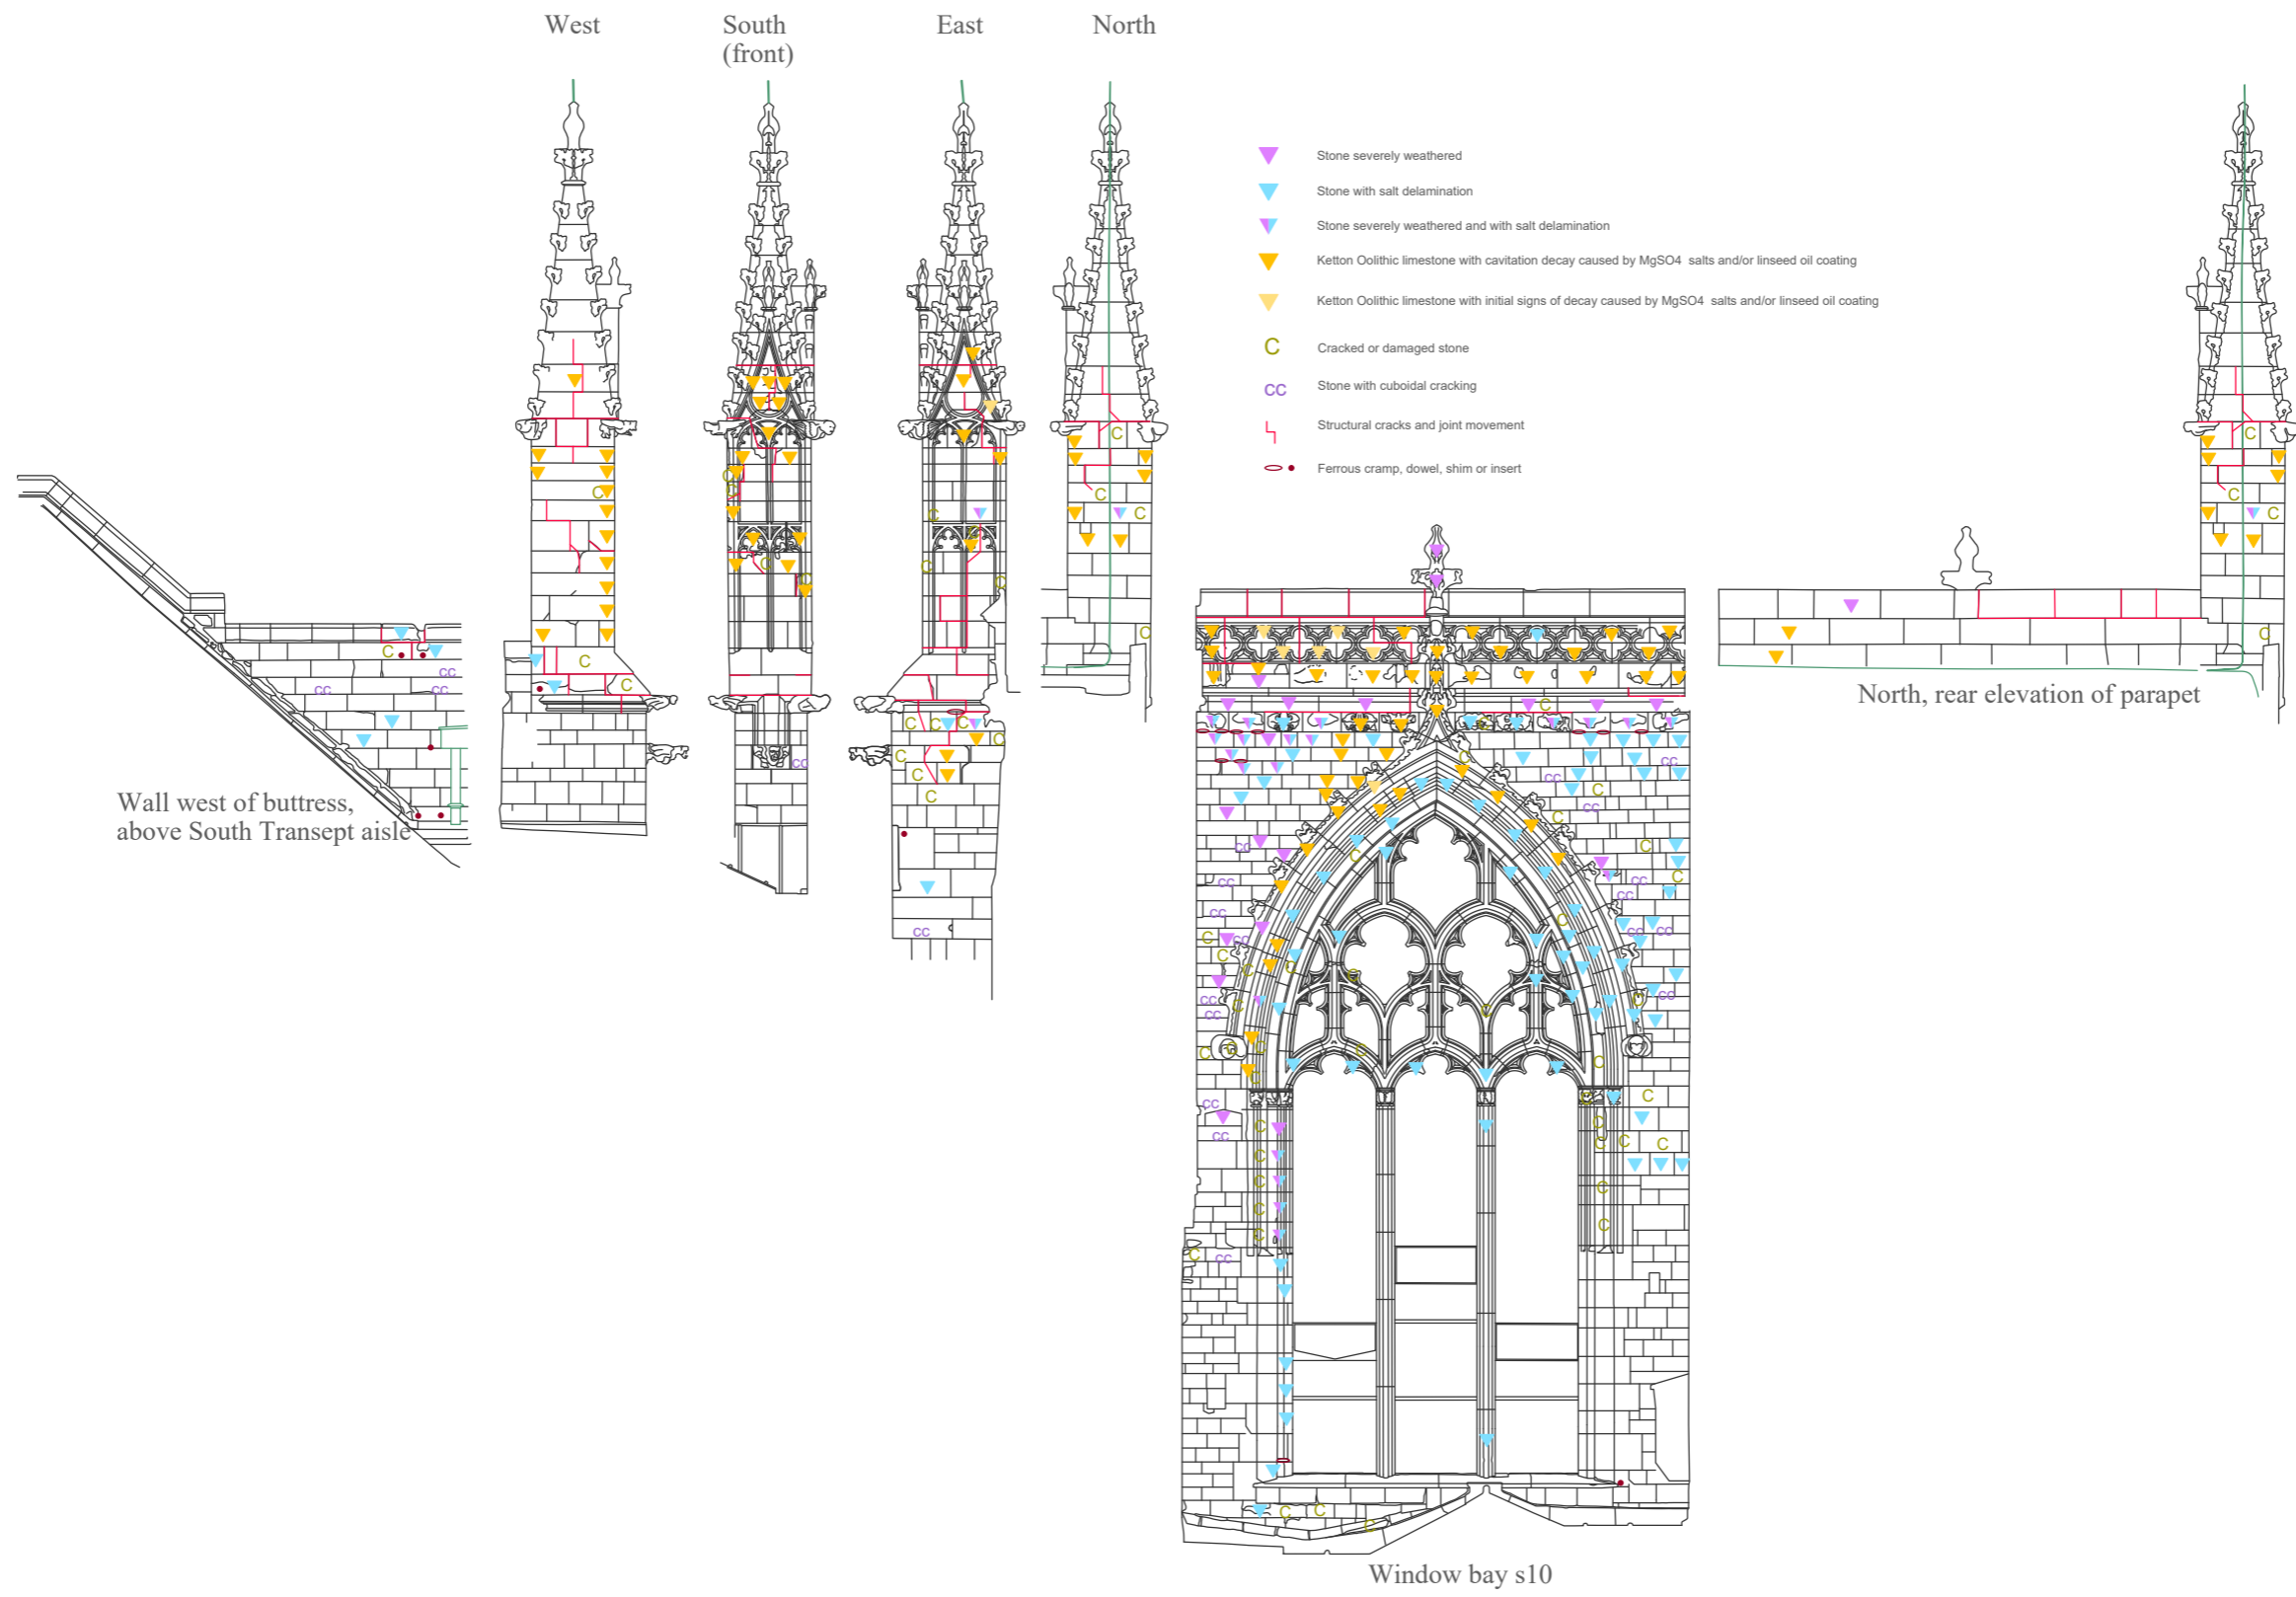 West
South
(front)
East
North
Stone severely weathered
Stone with salt delamination
Stone severely weathered and with salt delamination
Ketton Oolithic limestone with cavitation decay caused by MgSO4 salts and/or linseed oil coating
Ketton Oolithic limestone with initial signs of decay caused by MgSO4 salts and/or linseed oil coating
C Cracked or damaged stone
CC Stone with cuboidal cracking
Structural cracks and joint movement
Ferrous cramp, dowel, shim or insert
North, rear elevation of parapet
Wall west of buttress,
above South Transept aisle
Window bay s10